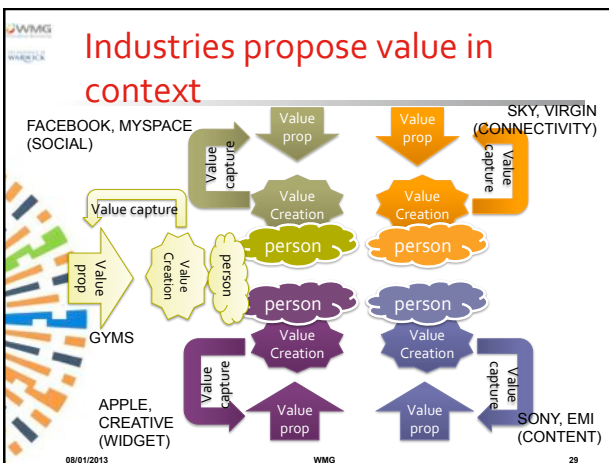 WMG
WARWICK
Industries propose value in
context
FACEBOOK, MYSPACE
(SOCIAL)
Value
prop
Value
capture
Value
Creation
person
Value
prop
SKY, VIRGIN
(CONNECTIVITY)
Value
capture
Value
Creation
person
Value capture
Value
prop
Value
Creation
person
GYMS
person
Value
Creation
Value
capture
Value
prop
APPLE,
CREATIVE
(WIDGET)
person
Value
Creation
Value
capture
Value
prop
SONY, EMI
(CONTENT)
08/01/2013
WMG
29